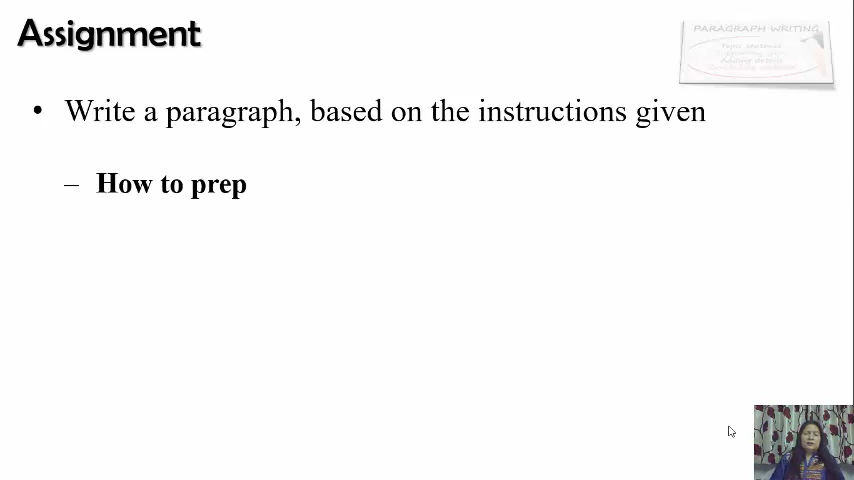 Assignment
PARAGRAPH WRITING
• Write a paragraph, based on the instructions given
– How to prep